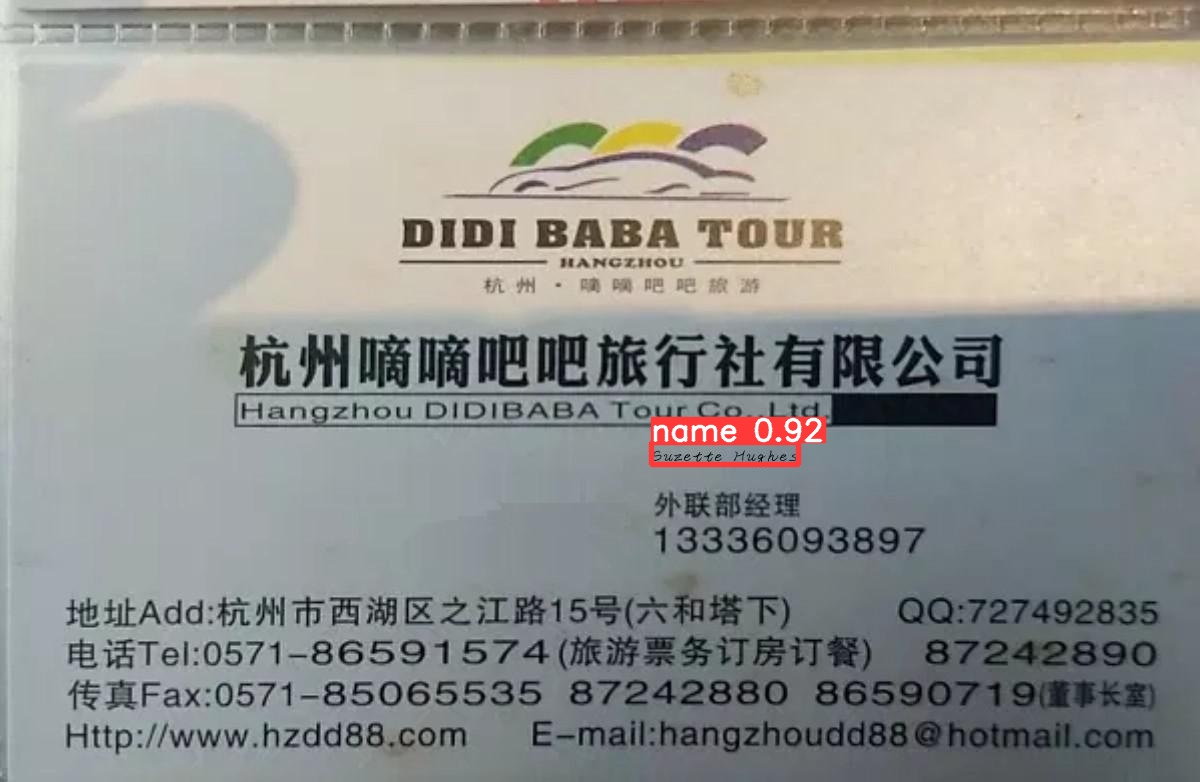 DIDI BABA TOUR
HANGZHOU
杭州·嘀嘀吧吧旅游
杭州嘀嘀吧吧旅行社有限公司
Hangzhou DIDIBABA Tour Co.,Ltd.
name 0.92
Suzette Hughes
外联部经理
13336093897
地址Add:杭州市西湖区之江路15号(六和塔下) QQ:727492835
电话Tel:0571-86591574(旅游票务订房订餐) 87242890
传真Fax:0571-85065535 87242880 86590719(董事长室)
Http://www.hzdd88.com E-mail:hangzhoudd88@hotmail.com